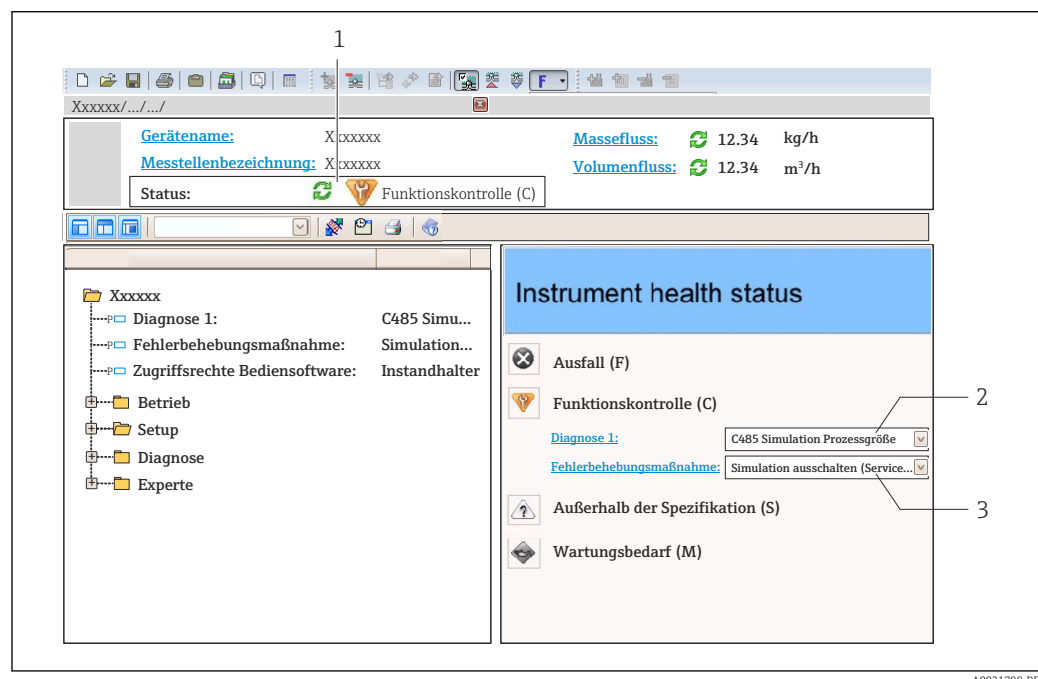 1
F
Xxxxxx/.../.../
Gerätename: Xxxxxxx
Messtellenbezeichnung: Xxxxxxx
Status: Funktionskontrolle (C)
Massefluss: 12.34 kg/h
Volumenfluss: 12.34 m³/h
Xxxxxx
P Diagnose 1: C485 Simu...
P Fehlerbehebungsmaßnahme: Simulation...
P Zugriffsrechte Bediensoftware: Instandhalter
Betrieb
Setup
Diagnose
Experte
Instrument health status
Ausfall (F)
Funktionskontrolle (C)
2
Diagnose 1: C485 Simulation Prozessgröße
Fehlerbehebungsmaßnahme: Simulation ausschalten (Service...
Außerhalb der Spezifikation (S)
3
Wartungsbedarf (M)